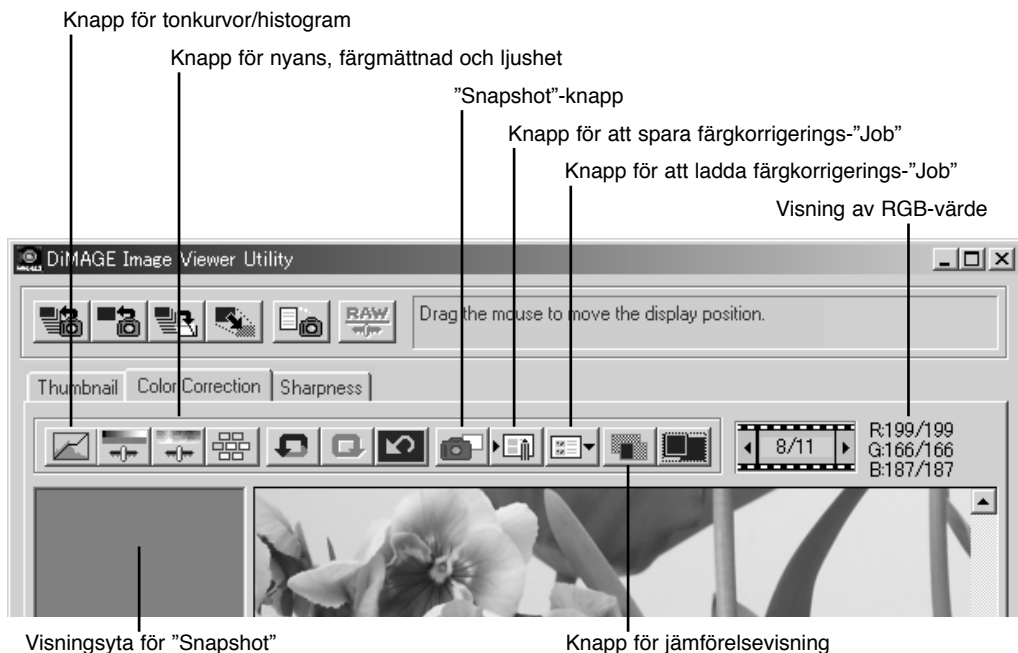 Knapp för tonkurvor/histogram
Knapp för nyans, färgmättnad och ljushet
”Snapshot”-knapp
Knapp för att spara färgkorrigerings-”Job”
Knapp för att ladda färgkorrigerings-”Job”
Visning av RGB-värde
DiMAGE Image Viewer Utility
RAW
Drag the mouse to move the display position.
Thumbnail
Color Correction
Sharpness
8/11
R:199/199
G:166/166
B:187/187
Visningsyta för ”Snapshot”
Knapp för jämförelsevisning